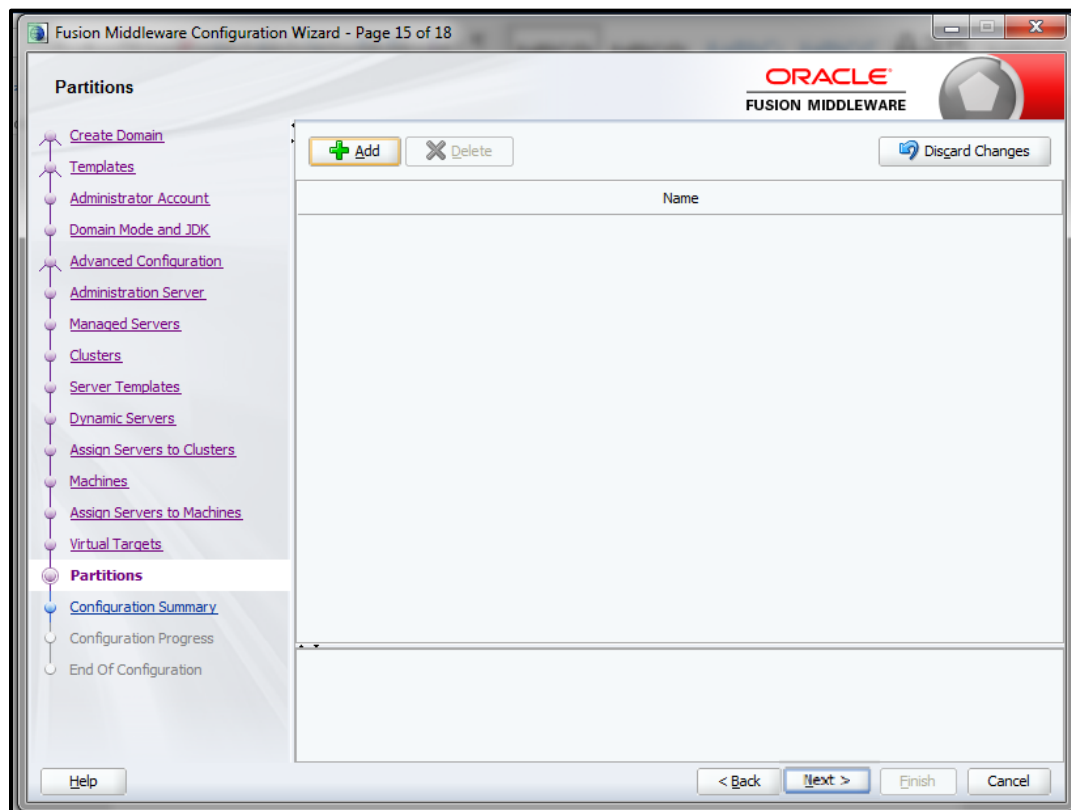 Fusion Middleware Configuration Wizard - Page 15 of 18
Partitions
ORACLE
FUSION MIDDLEWARE
Create Domain
Templates
Administrator Account
Domain Mode and JDK
Advanced Configuration
Administration Server
Managed Servers
Clusters
Server Templates
Dynamic Servers
Assign Servers to Clusters
Machines
Assign Servers to Machines
Virtual Targets
Partitions
Configuration Summary
Configuration Progress
End Of Configuration
Add Delete Discard Changes
Name
Help < Back Next > Finish Cancel